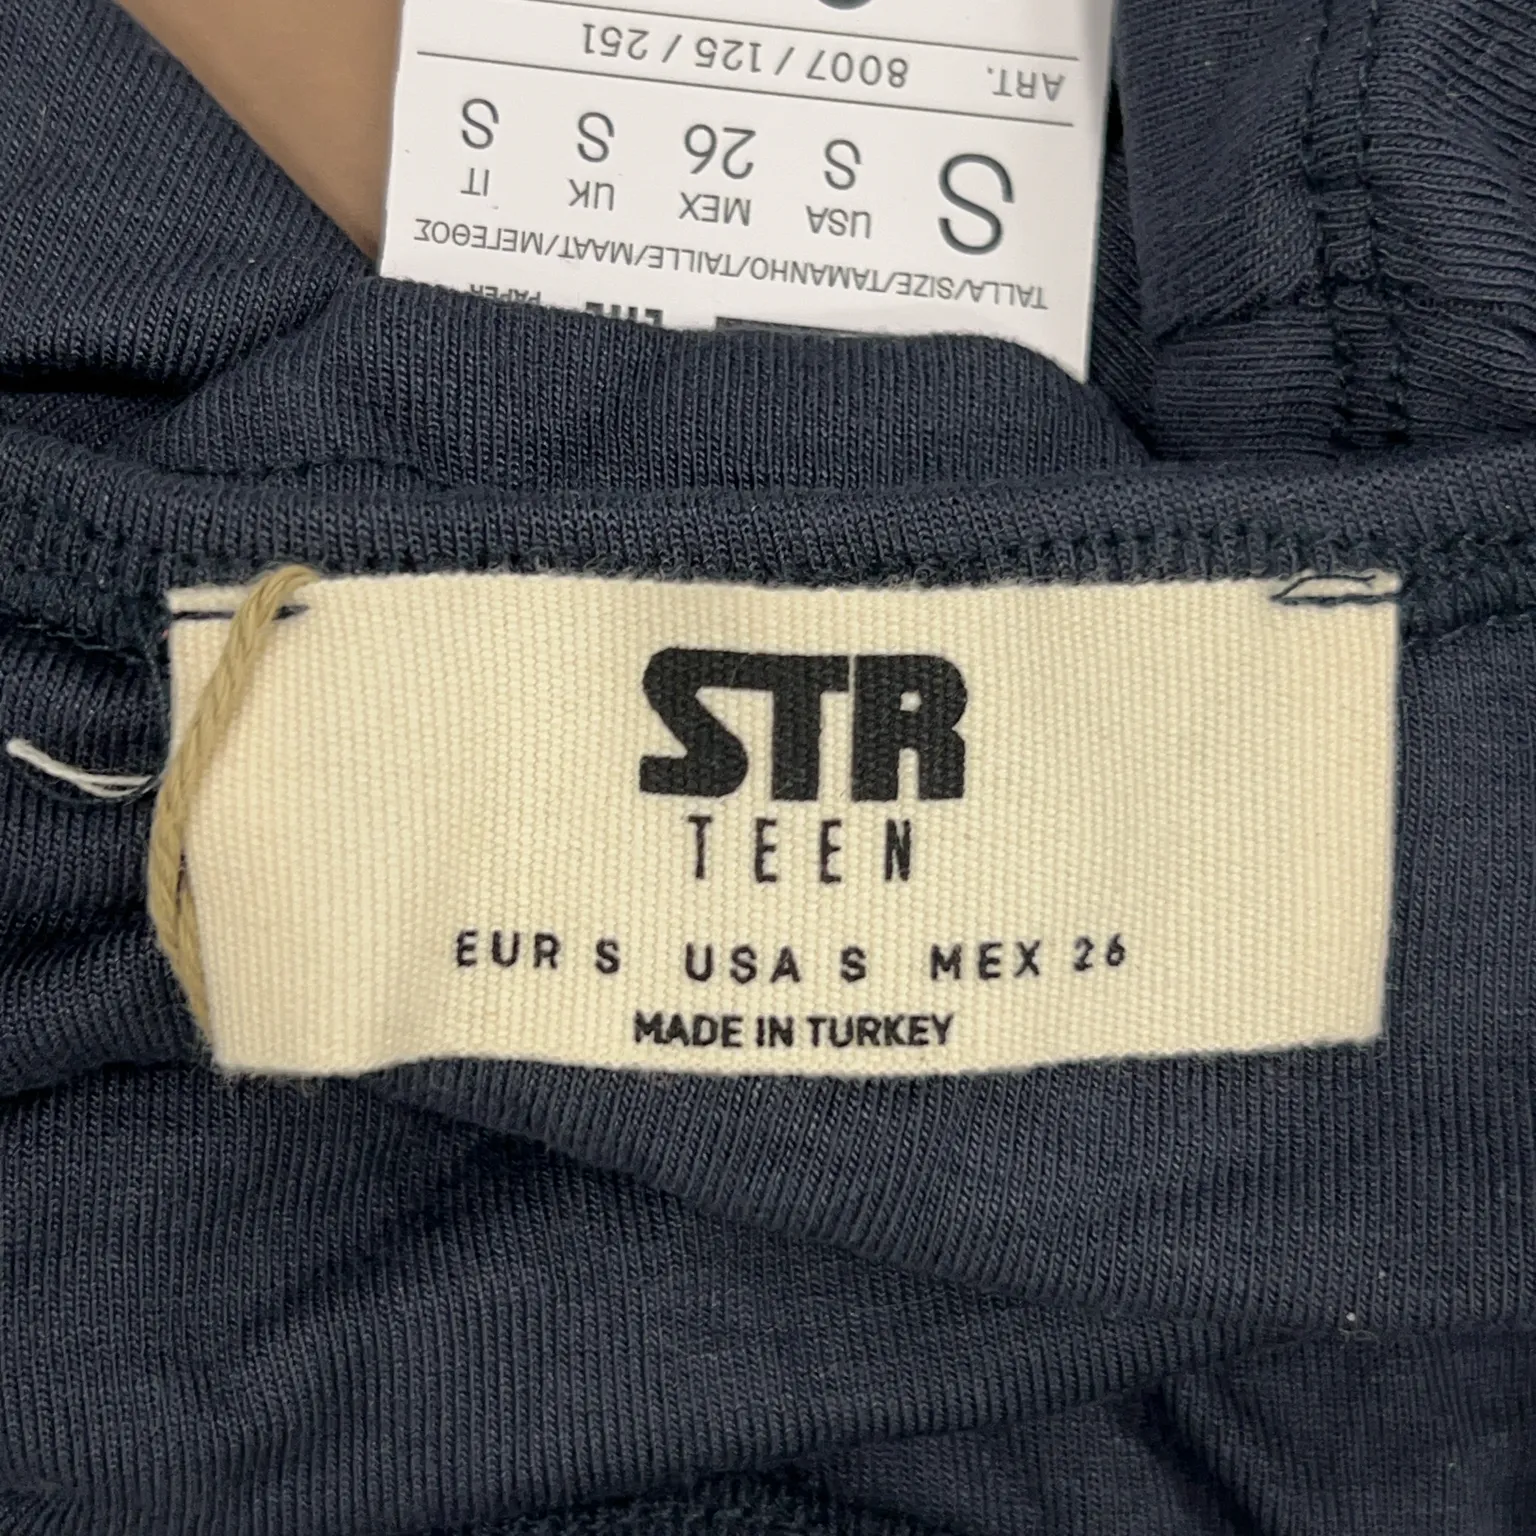 STR
TEEN
EUR S USA S MEX 26
MADE IN TURKEY
TALLA/SIZE/TAMANHO/TAILLE/MAAT/ΜΕΓΕΘΟΣ
S USA MEX UK IT
S 26 S S
ART. 8007 / 125 / 251